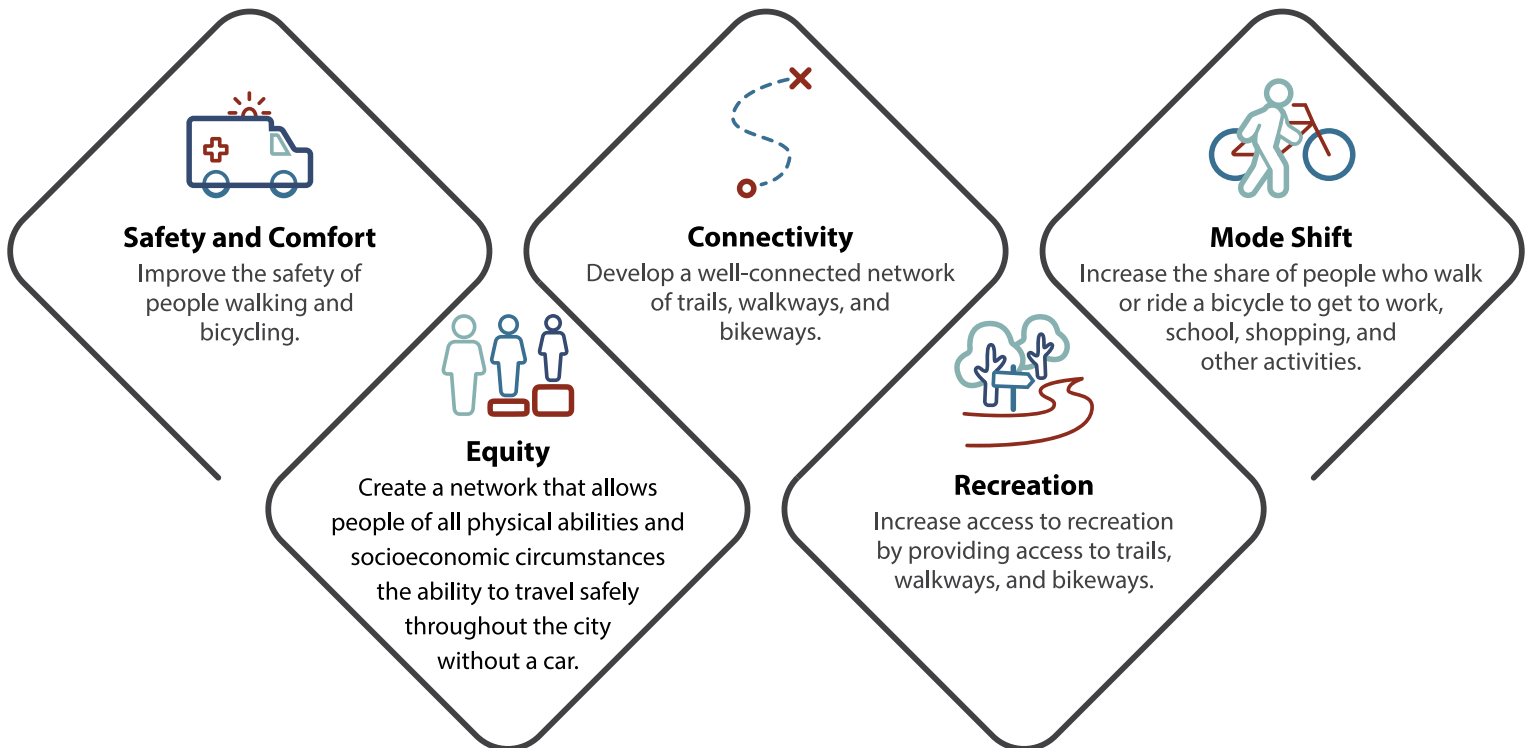 Safety and Comfort
Improve the safety of
people walking and
bicycling.
Equity
Create a network that allows
people of all physical abilities and
socioeconomic circumstances
the ability to travel safely
throughout the city
without a car.
Connectivity
Develop a well-connected network
of trails, walkways, and
bikeways.
Recreation
Increase access to recreation
by providing access to trails,
walkways, and bikeways.
Mode Shift
Increase the share of people who walk
or ride a bicycle to get to work,
school, shopping, and
other activities.